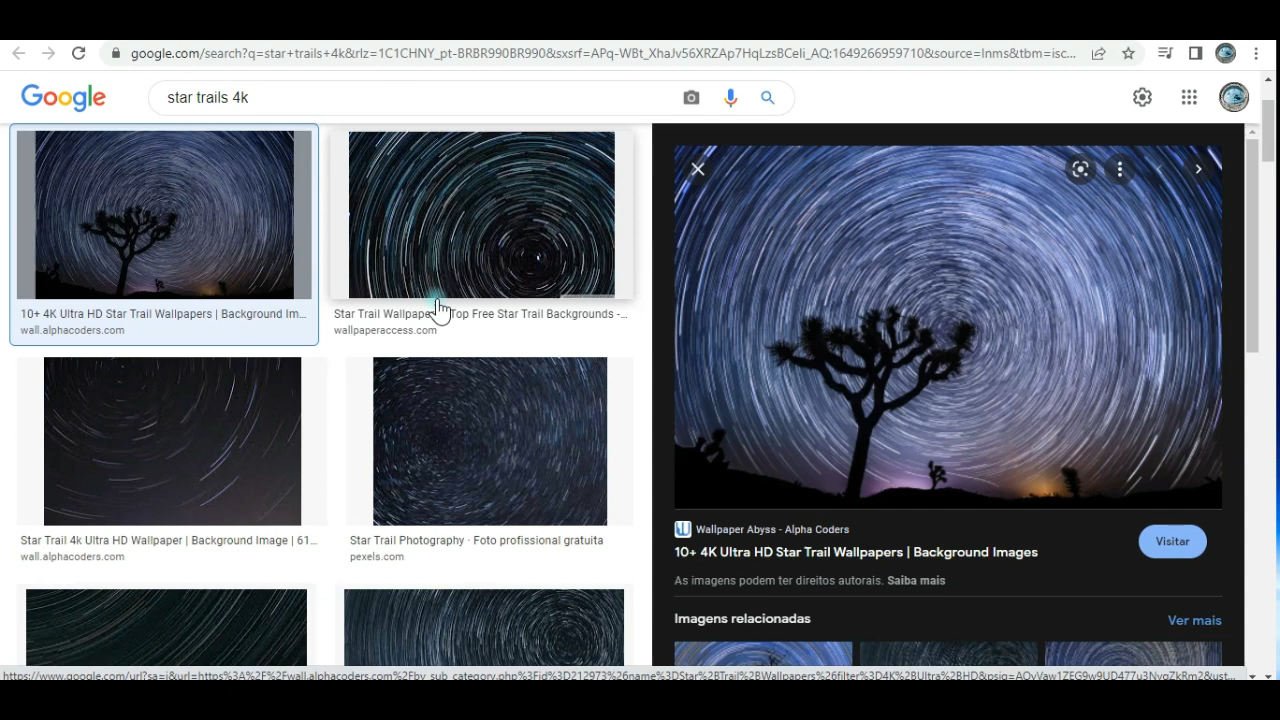 google.com/search?q=star+trails+4k&rlz=1C1CHNY_pt-BRBR990BR990&sxsrf=APq-WBt_XhaJv56XRZAp7HqLzsBCeIi_AQ:1649266959710&source=lnms&tbm=isc...
Google
star trails 4k
10+ 4K Ultra HD Star Trail Wallpapers | Background Im...
wall.alphacoders.com
Star Trail Wallpape Top Free Star Trail Backgrounds -...
wallpaperaccess.com
Star Trail 4k Ultra HD Wallpaper | Background Image | 61...
wall.alphacoders.com
Star Trail Photography · Foto profissional gratuita
pexels.com
Wallpaper Abyss - Alpha Coders
10+ 4K Ultra HD Star Trail Wallpapers | Background Images
Visitar
As imagens podem ter direitos autorais. Saiba mais
Imagens relacionadas
Ver mais